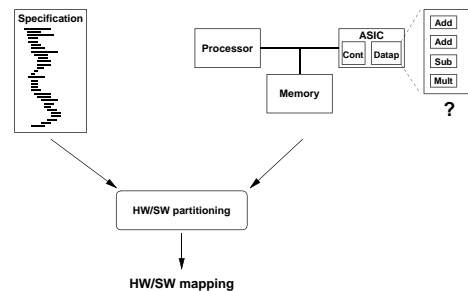 Specification
Processor
Memory
ASIC
Cont
Datap
Add
Add
Sub
Mult
?
HW/SW partitioning
HW/SW mapping